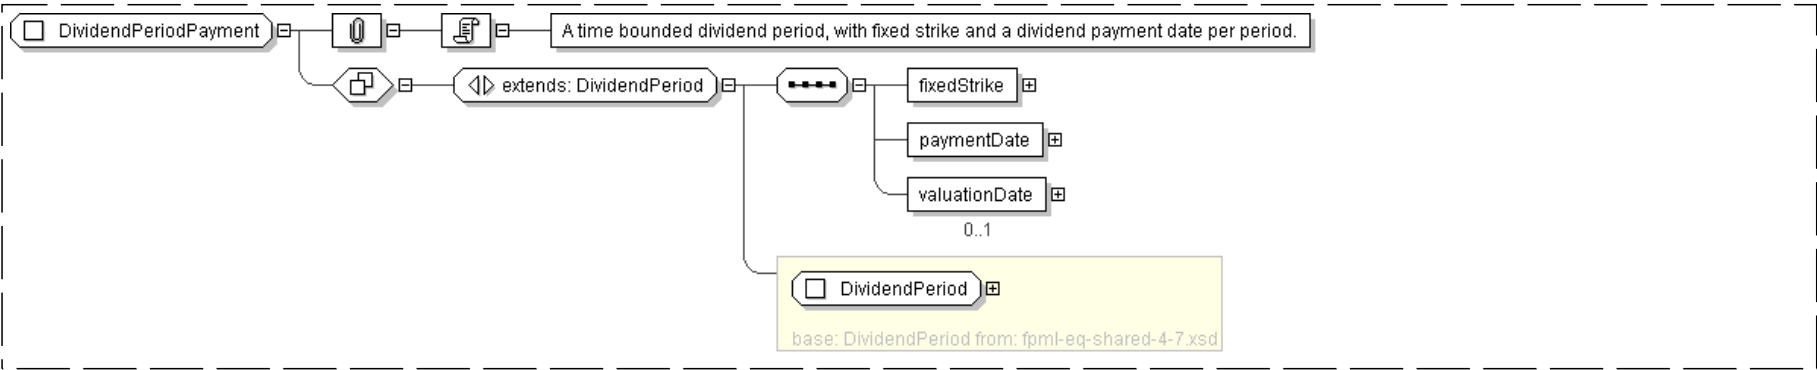 DividendPeriodPayment
A time bounded dividend period, with fixed strike and a dividend payment date per period.
extends: DividendPeriod
fixedStrike
paymentDate
valuationDate
0..1
DividendPeriod
base: DividendPeriod from: fpml-eq-shared-4-7.xsd